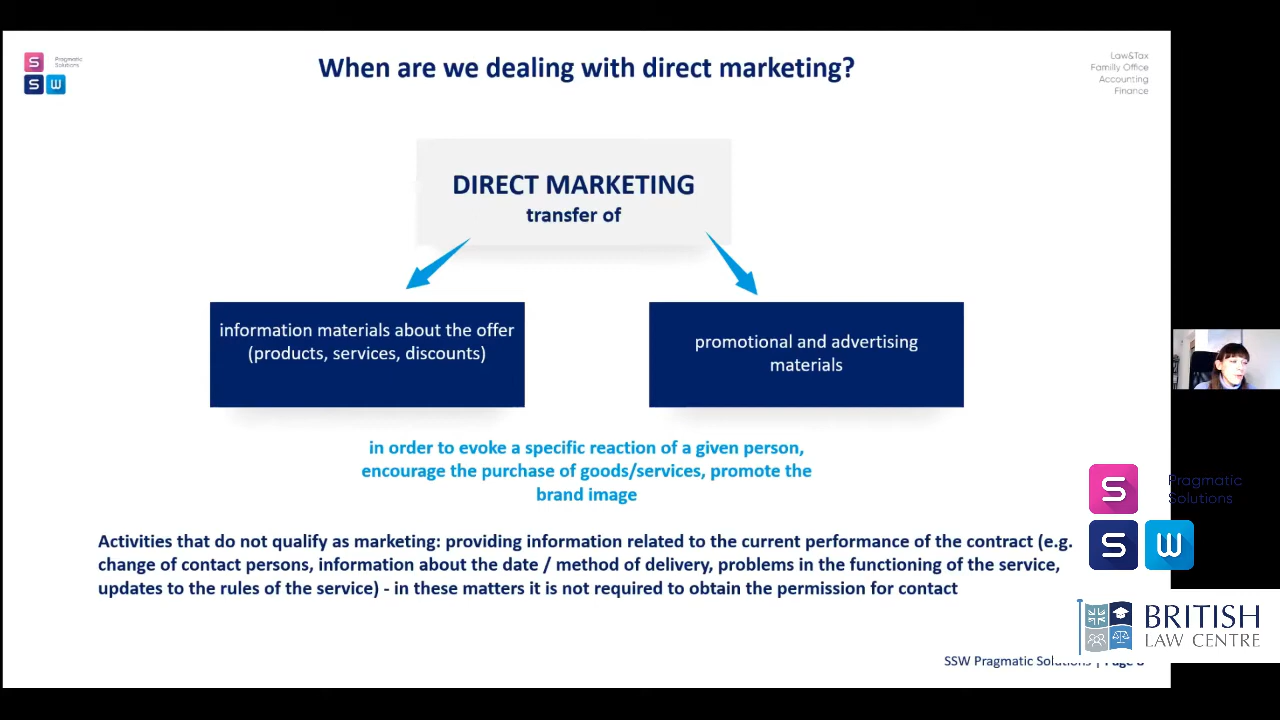 S Pragmatic
Solutions
S W
When are we dealing with direct marketing?
Law&Tax
Familly Office
Accounting
Finance
DIRECT MARKETING
transfer of
information materials about the offer
(products, services, discounts)
promotional and advertising
materials
in order to evoke a specific reaction of a given person,
encourage the purchase of goods/services, promote the
brand image
Activities that do not qualify as marketing: providing information related to the current performance of the contract (e.g.
change of contact persons, information about the date / method of delivery, problems in the functioning of the service,
updates to the rules of the service) - in these matters it is not required to obtain the permission for contact
S Pragmatic
Solutions
S W
BRITISH
LAW CENTRE
SSW Pragmatic Solutions | Page